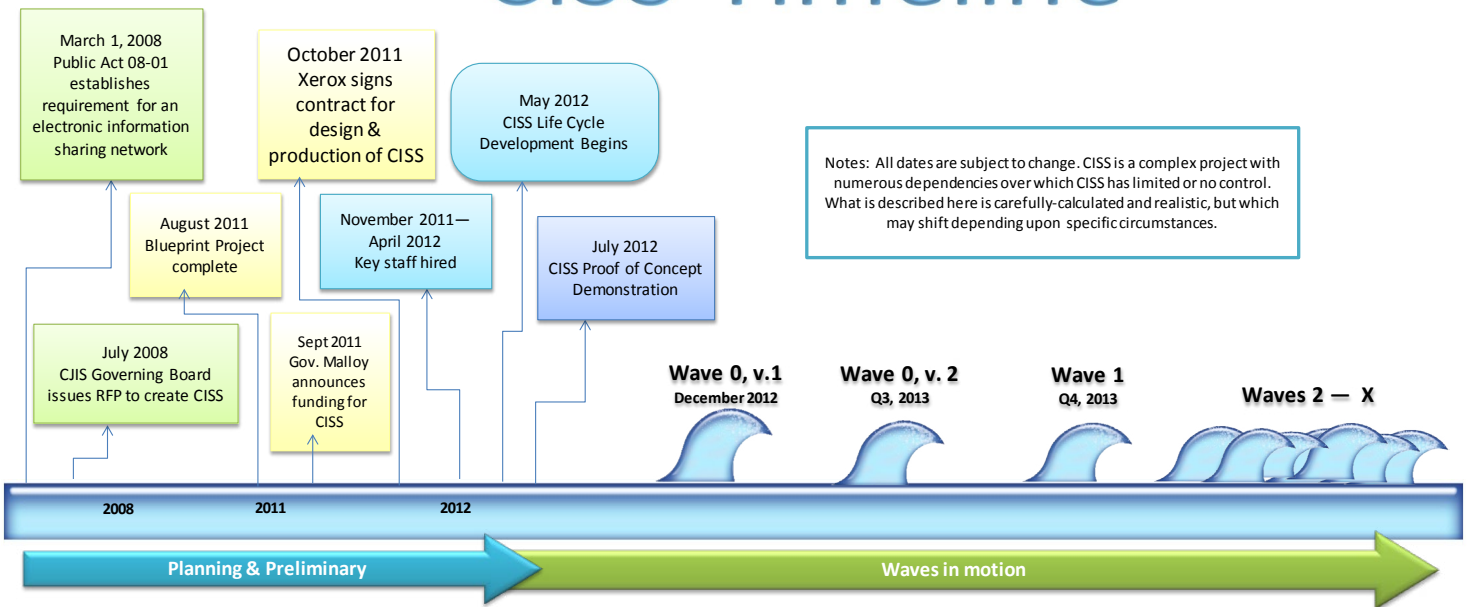 CISS Timeline
March 1, 2008
Public Act 08-01
establishes
requirement for an
electronic information
sharing network
October 2011
Xerox signs
contract for
design &
production of CISS
May 2012
CISS Life Cycle
Development Begins
Notes: All dates are subject to change. CISS is a complex project with
numerous dependencies over which CISS has limited or no control.
What is described here is carefully-calculated and realistic, but which
may shift depending upon specific circumstances.
August 2011
Blueprint Project
complete
November 2011—
April 2012
Key staff hired
July 2012
CISS Proof of Concept
Demonstration
July 2008
CJIS Governing Board
issues RFP to create CISS
Sept 2011
Gov. Malloy
announces
funding for
CISS
Wave 0, v.1
December 2012
Wave 0, v. 2
Q3, 2013
Wave 1
Q4, 2013
Waves 2 — X
2008
2011
2012
Planning & Preliminary
Waves in motion